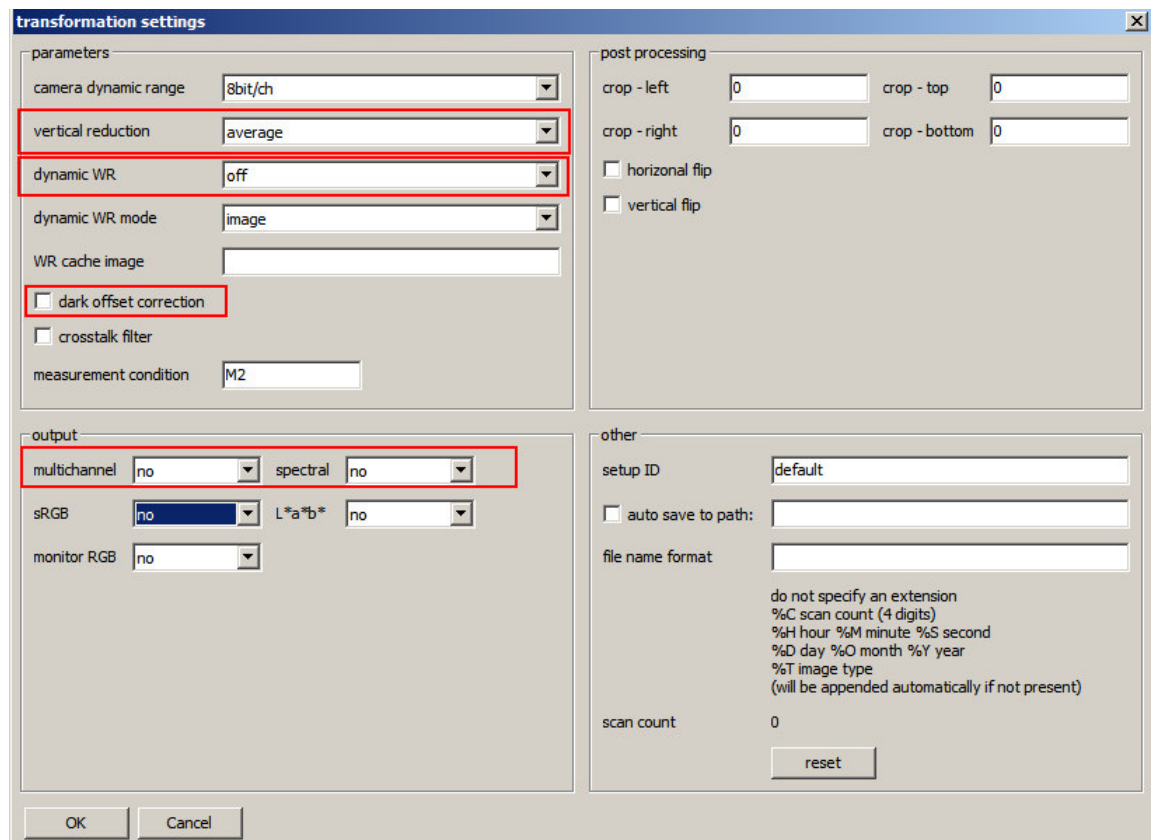 transformation settings
parameters
camera dynamic range 8bit/ch
vertical reduction average
dynamic WR off
dynamic WR mode image
WR cache image
dark offset correction
crosstalk filter
measurement condition M2
post processing
crop - left 0 crop - top 0
crop - right 0 crop - bottom 0
horizonal flip
vertical flip
output
multichannel no spectral no
sRGB no L*a*b* no
monitor RGB no
other
setup ID default
auto save to path:
file name format
do not specify an extension
%C scan count (4 digits)
%H hour %M minute %S second
%D day %O month %Y year
%T image type
(will be appended automatically if not present)
scan count 0
reset
OK Cancel